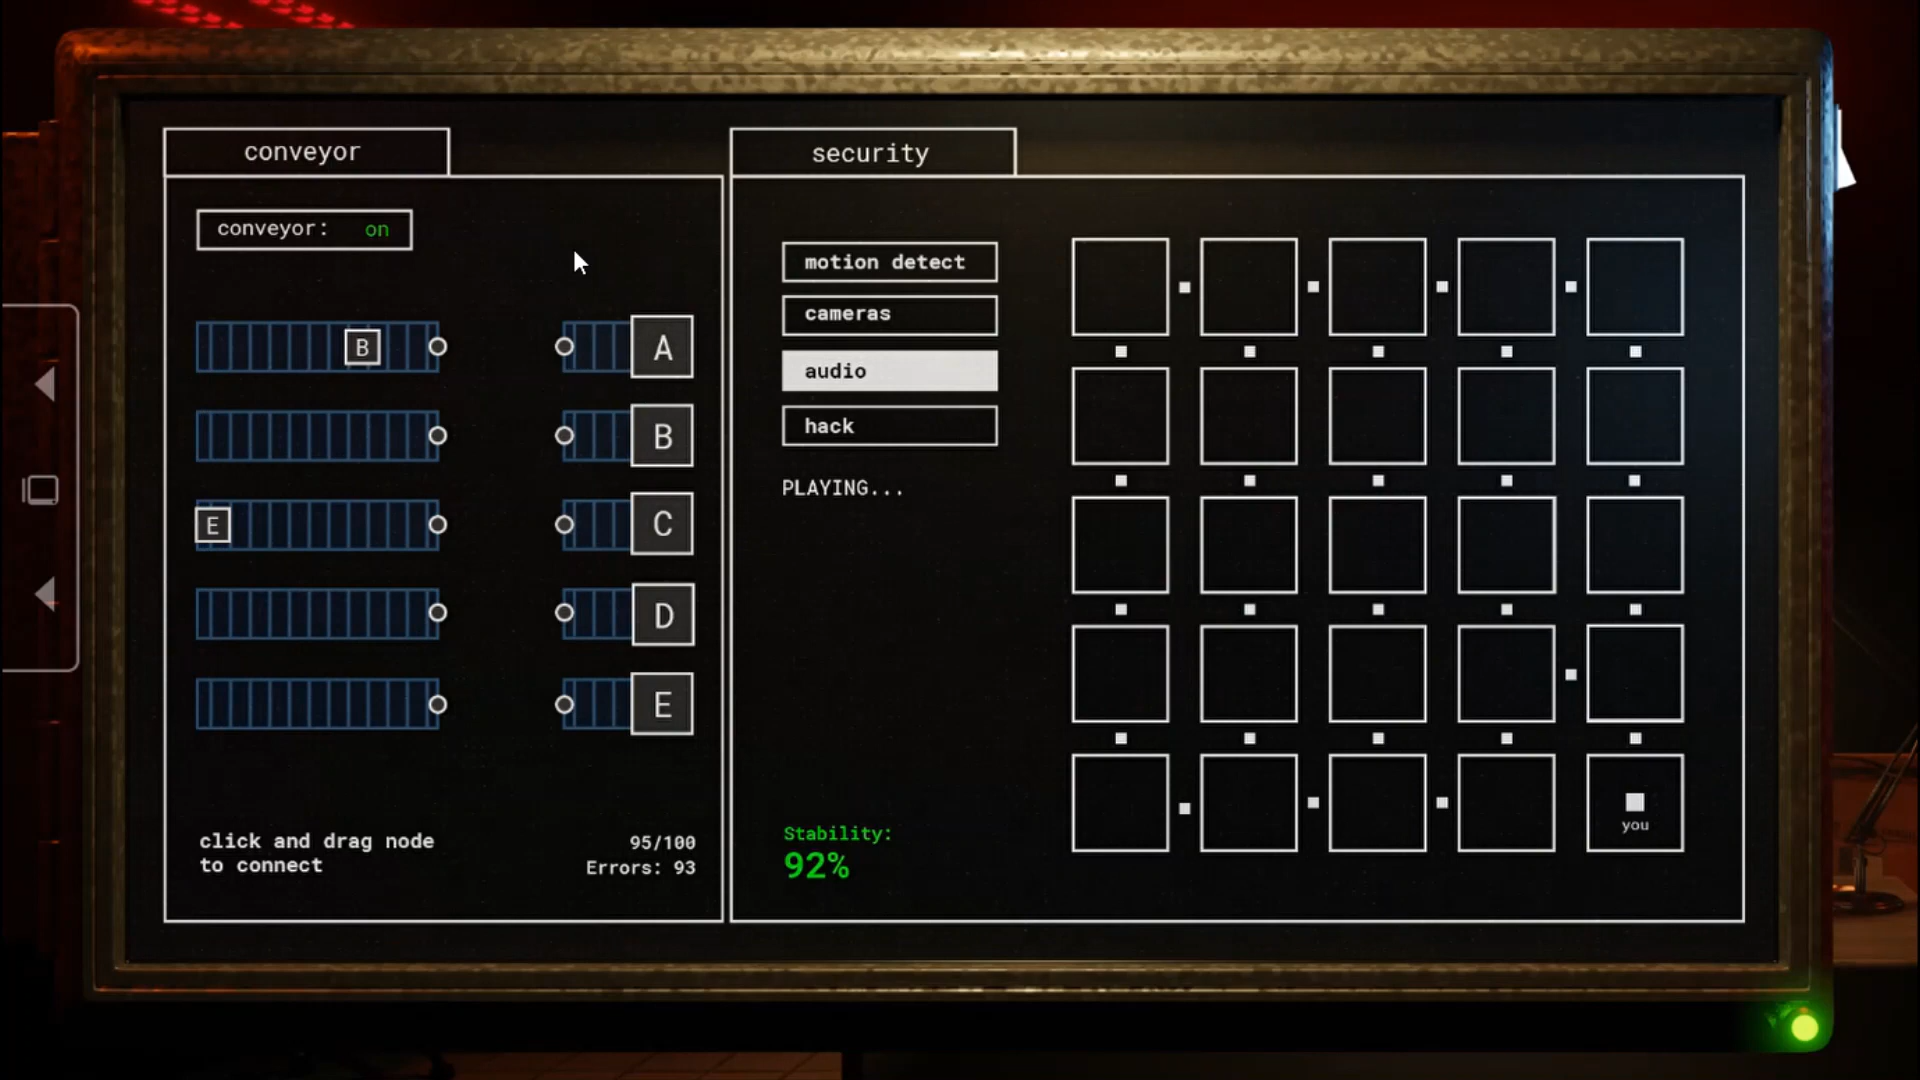 conveyor
security
conveyor: on
motion detect
cameras
audio
hack
PLAYING...
B
A
B
E
C
D
E
click and drag node
to connect
95/100
Errors: 93
Stability:
92%
you